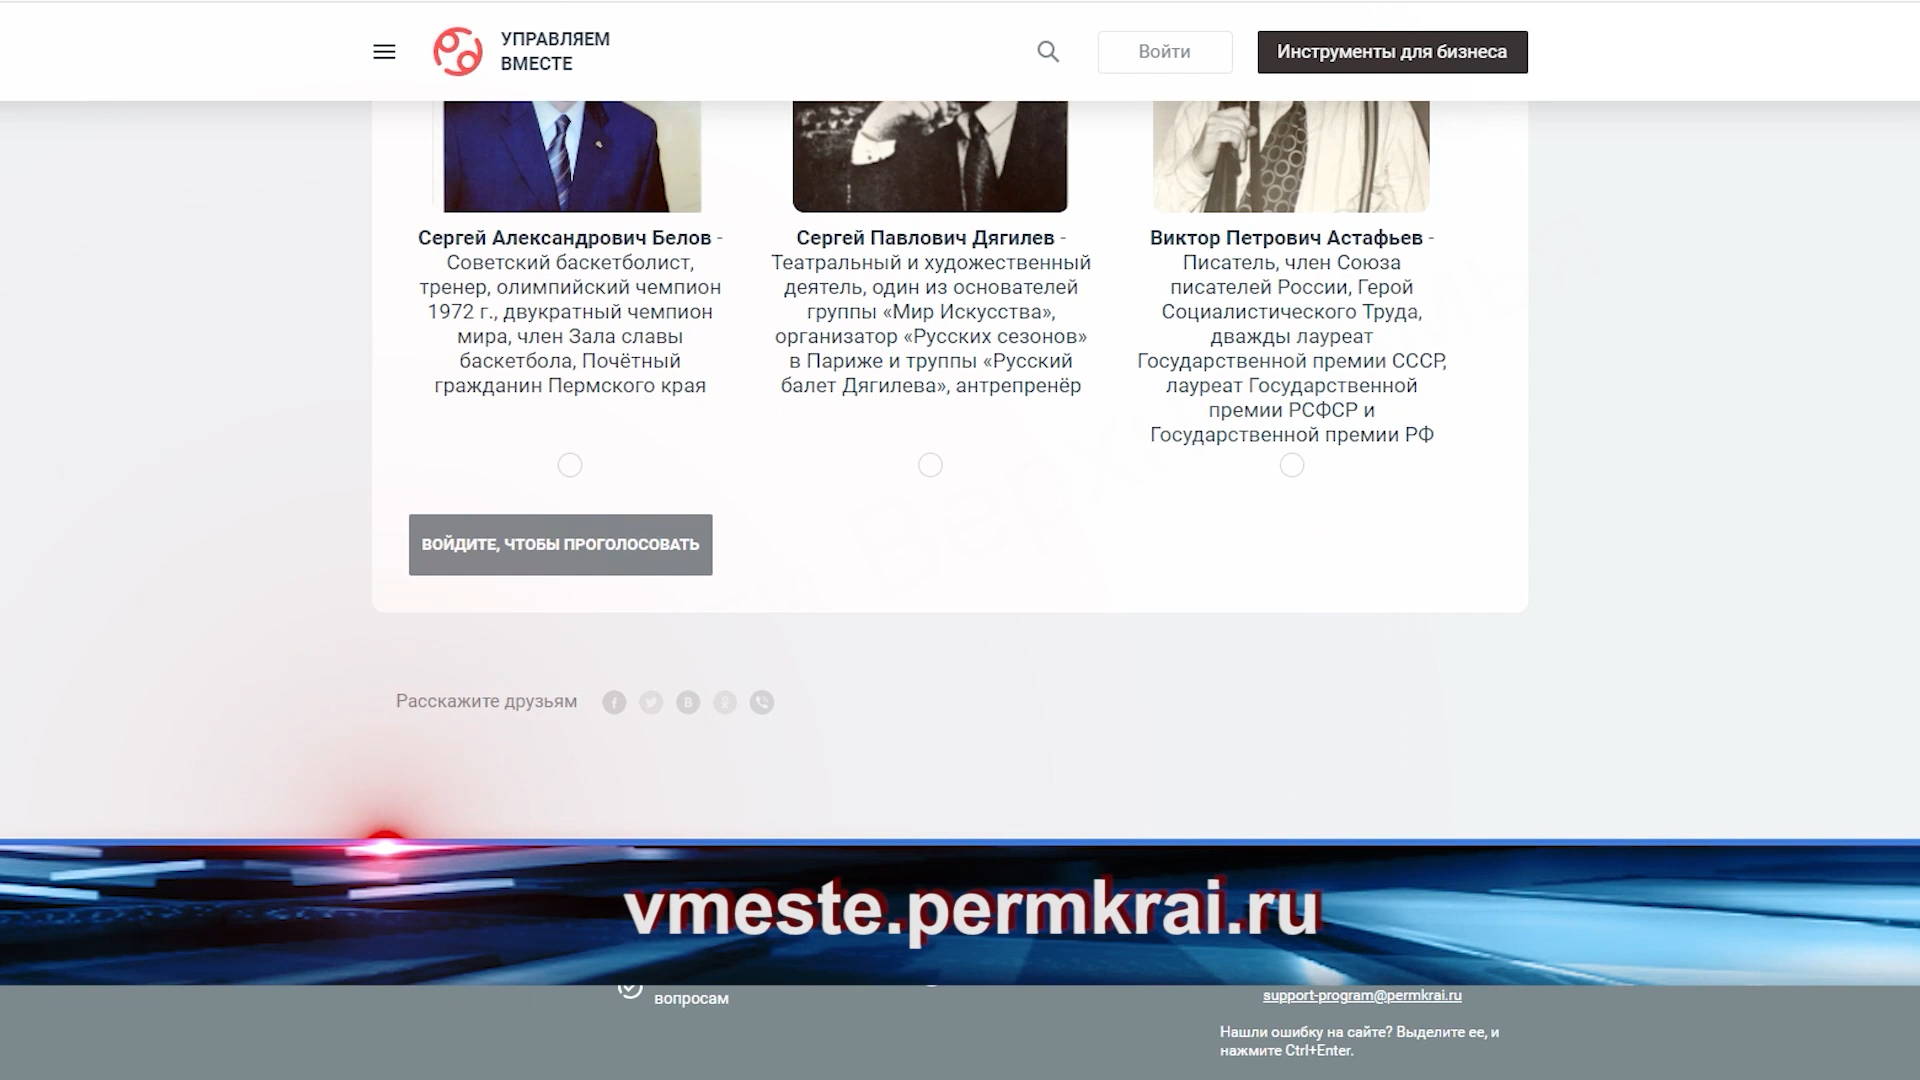 УПРАВЛЯЕМ
ВМЕСТЕ
Войти
Инструменты для бизнеса
Сергей Александрович Белов -
Советский баскетболист,
тренер, олимпийский чемпион
1972 г., двукратный чемпион
мира, член Зала славы
баскетбола, Почётный
гражданин Пермского края
Сергей Павлович Дягилев -
Театральный и художественный
деятель, один из основателей
группы «Мир Искусства»,
организатор «Русских сезонов»
в Париже и труппы «Русский
балет Дягилева», антрепренёр
Виктор Петрович Астафьев -
Писатель, член Союза
писателей России, Герой
Социалистического Труда,
дважды лауреат
Государственной премии СССР,
лауреат Государственной
премии РСФСР и
Государственной премии РФ
ВОЙДИТЕ, ЧТОБЫ ПРОГОЛОСОВАТЬ
Расскажите друзьям
vmeste.permkrai.ru
вопросам
support-program@permkrai.ru
Нашли ошибку на сайте? Выделите ее, и
нажмите Ctrl+Enter.